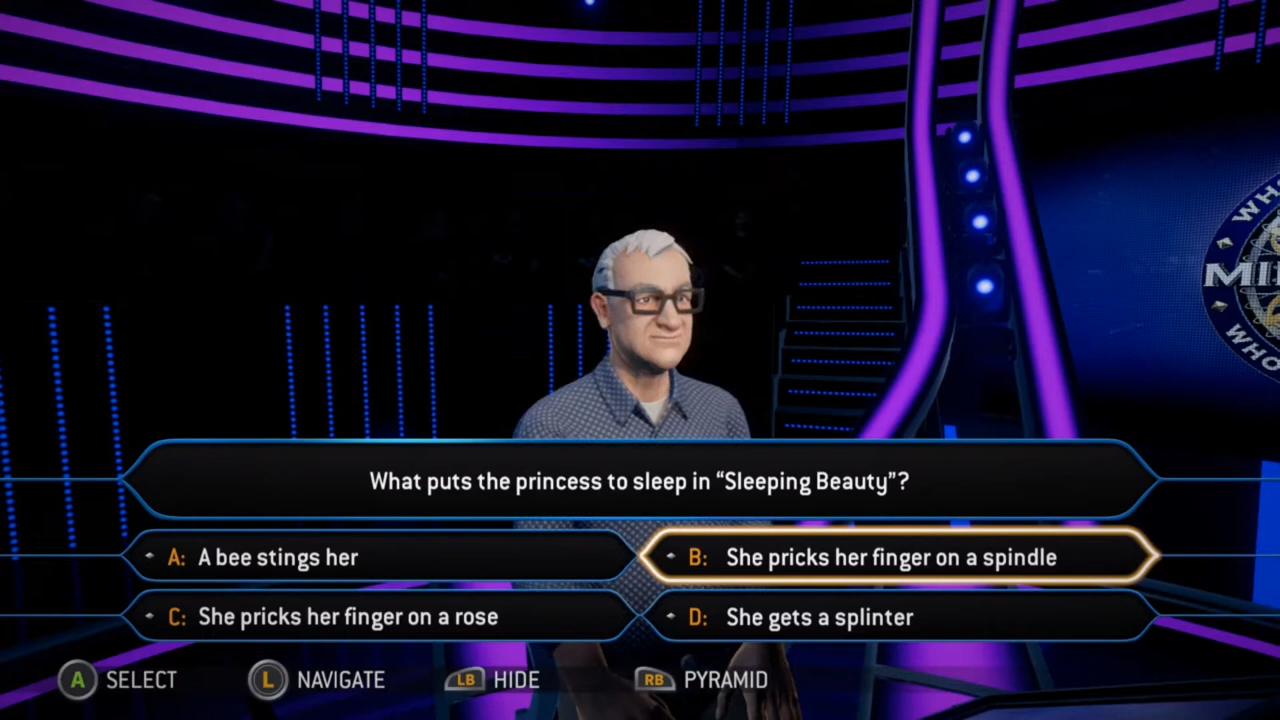 What puts the princess to sleep in “Sleeping Beauty”?
A: A bee stings her
B: She pricks her finger on a spindle
C: She pricks her finger on a rose
D: She gets a splinter
A SELECT
L NAVIGATE
LB HIDE
RB PYRAMID